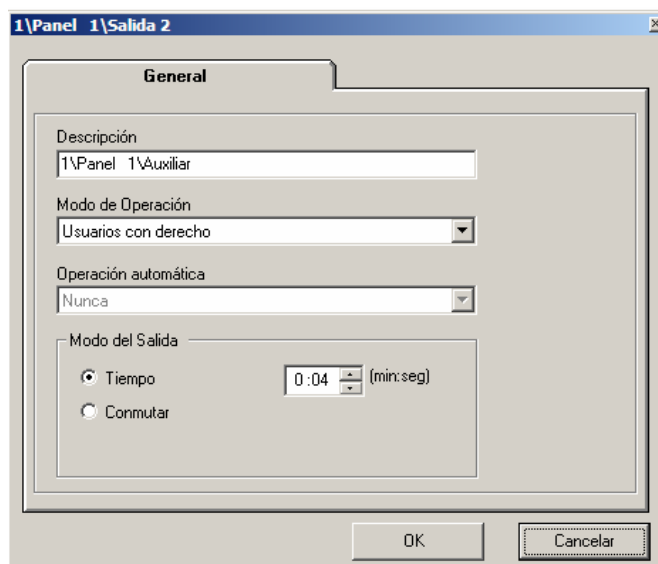 1\Panel 1\Salida 2
General
Descripción
1\Panel 1\Auxiliar
Modo de Operación
Usuarios con derecho
Operación automática
Nunca
Modo del Salida
Tiempo 0:04 (min:seg)
Conmutar
OK Cancelar